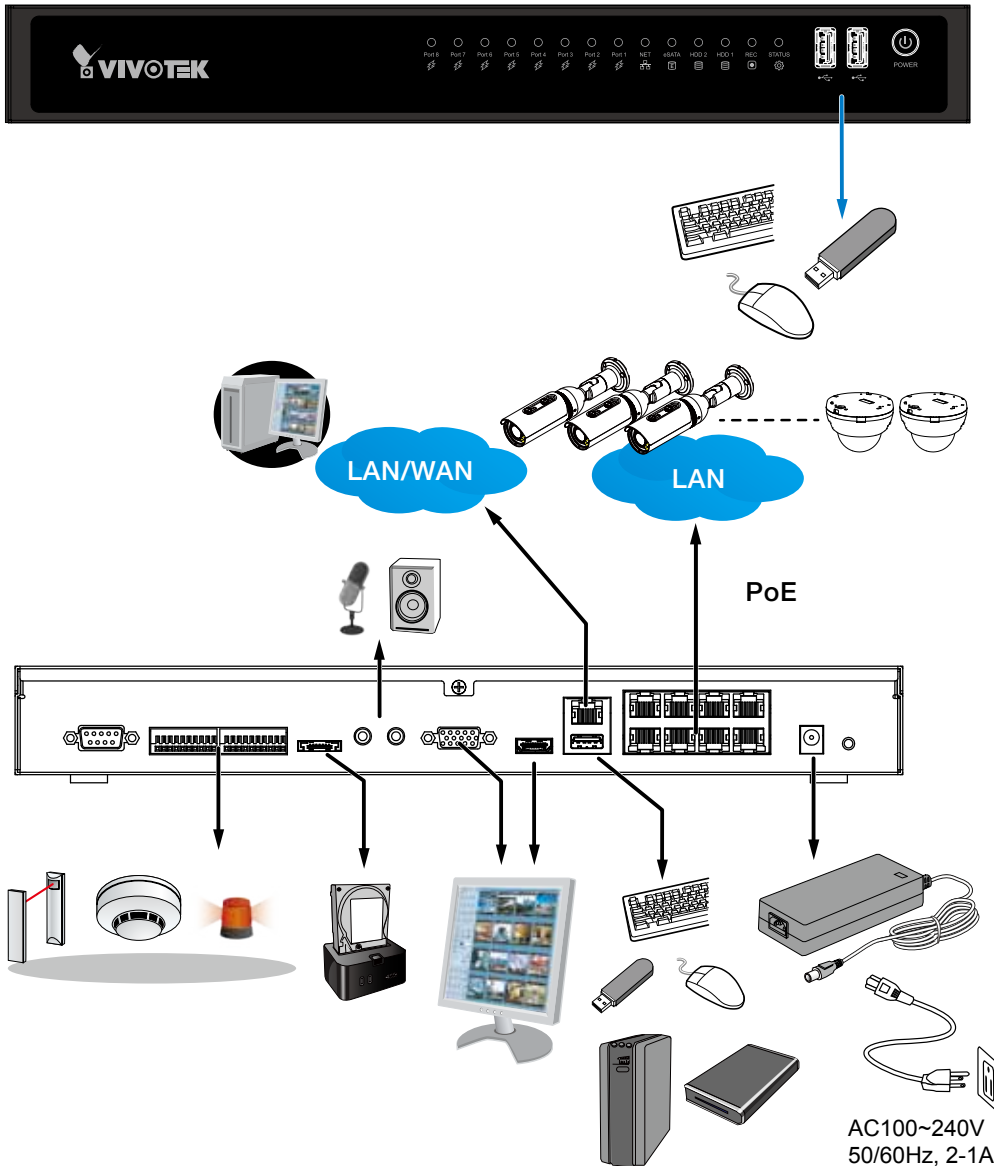 VIVOTEK
Port 8 Port 7 Port 6 Port 5 Port 4 Port 3 Port 2 Port 1 NET eSATA HDD 2 HDD 1 REC STATUS
POWER
LAN/WAN
LAN
PoE
AC100~240V
50/60Hz, 2-1A